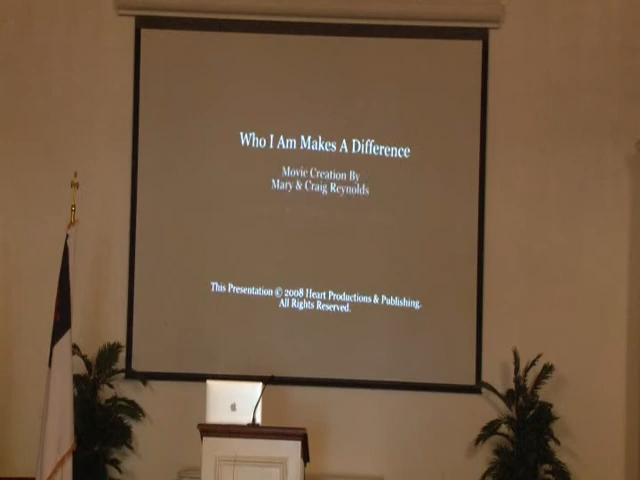 Who I Am Makes A Difference
Movie Creation By
Mary & Craig Reynolds
This Presentation © 2008 Heart Productions & Publishing.
All Rights Reserved.